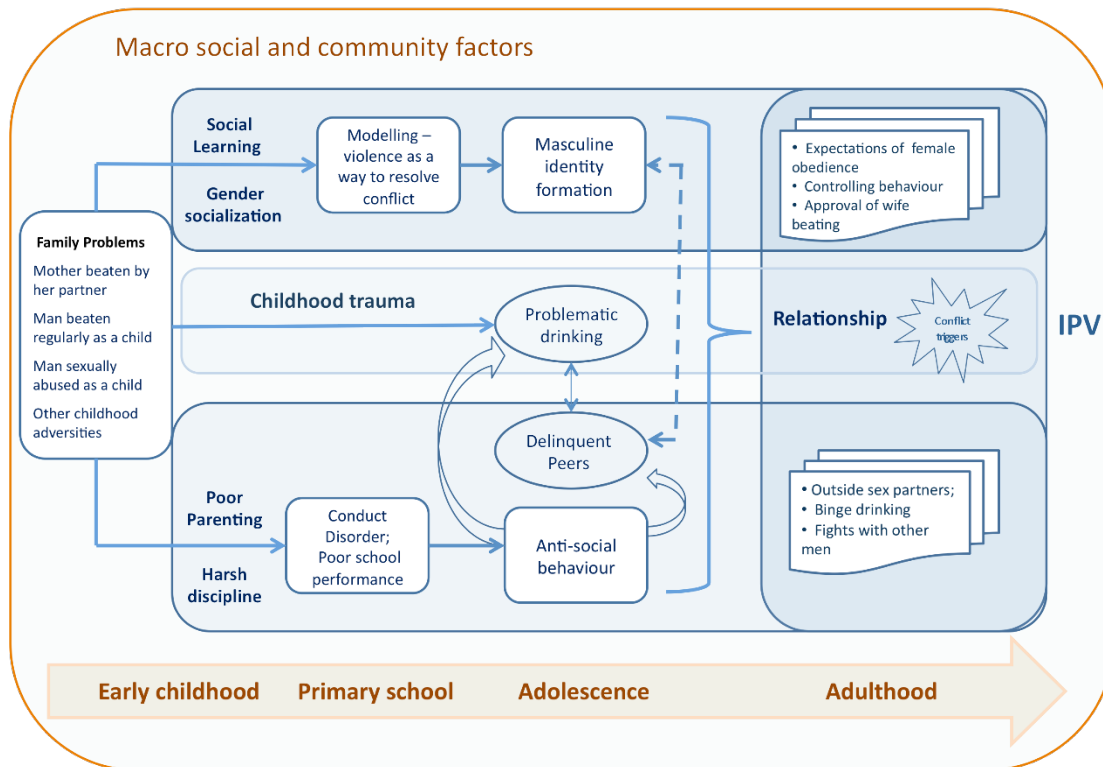 Macro social and community factors
Social
Learning
Gender
socialization
Modelling –
violence as a
way to resolve
conflict
Masculine
identity
formation
• Expectations of female
obedience
• Controlling behaviour
• Approval of wife
beating
Family Problems
Mother beaten by
her partner
Man beaten
regularly as a child
Man sexually
abused as a child
Other childhood
adversities
Childhood trauma
Problematic
drinking
Relationship
Conflict
triggers
IPV
Delinquent
Peers
Poor
Parenting
Harsh
discipline
Conduct
Disorder;
Poor school
performance
Anti-social
behaviour
• Outside sex partners;
• Binge drinking
• Fights with other
men
Early childhood
Primary school
Adolescence
Adulthood